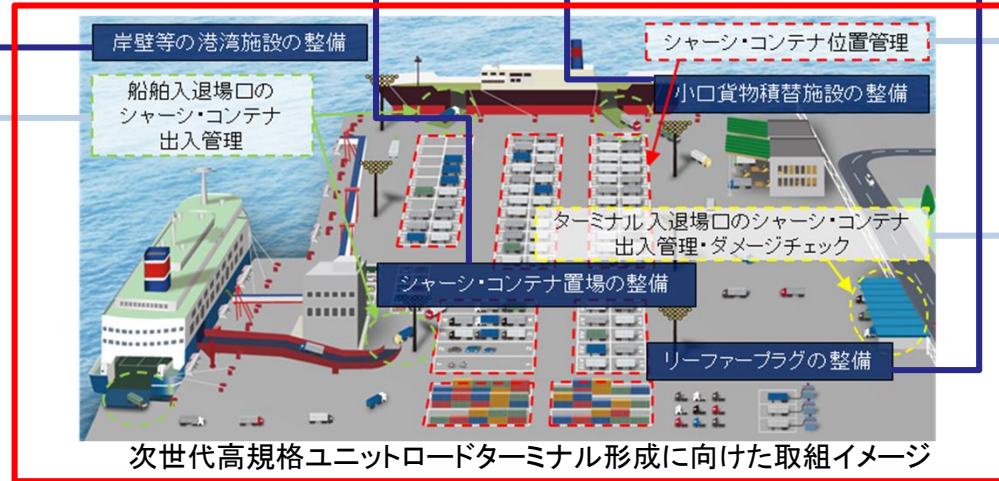 岸壁等の港湾施設の整備
シャーシ・コンテナ位置管理
船舶入退場口の
シャーシ・コンテナ
出入管理
小口貨物積替施設の整備
ターミナル入退場口のシャーシ・コンテナ
出入管理・ダメージチェック
シャーシ・コンテナ置場の整備
リーファープラグの整備
次世代高規格ユニットロードターミナル形成に向けた取組イメージ